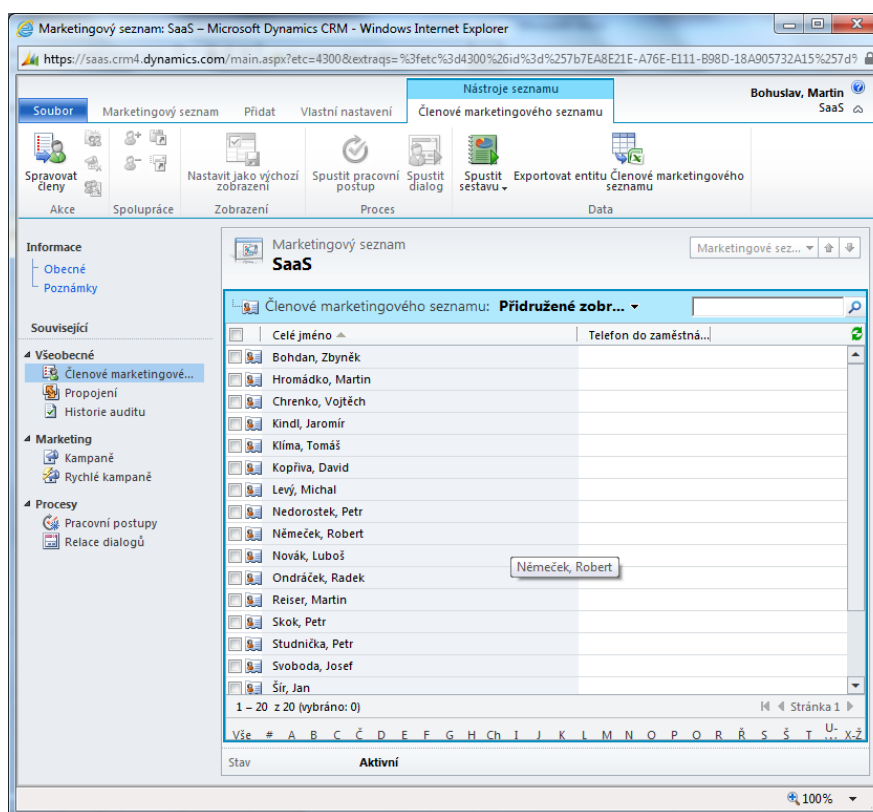 Marketingový seznam: SaaS – Microsoft Dynamics CRM - Windows Internet Explorer
https://saas.crm4.dynamics.com/main.aspx?etc=4300&extraqs=%3fetc%3d4300%26id%3d%257b7EA8E21E-A76E-E111-B98D-18A905732A15%257d9
Nástroje seznamu
Bohuslav, Martin
SaaS
Soubor Marketingový seznam Přidat Vlastní nastavení Členové marketingového seznamu
Spravovat členy
Nastavit jako výchozí zobrazení
Spustit pracovní postup
Spustit dialog
Spustit sestavu
Exportovat entitu Členové marketingového seznamu
Akce Spolupráce Zobrazení Proces Data
Informace
Obecné
Poznámky
Související
Všeobecné
Členové marketingové...
Propojení
Historie auditu
Marketing
Kampaně
Rychlé kampaně
Procesy
Pracovní postupy
Relace dialogů
Marketingový seznam
SaaS
Marketingové sez...
Členové marketingového seznamu: Přidružené zobr...
Celé jméno Telefon do zaměstná...
Bohdan, Zbyněk
Hromádko, Martin
Chrenko, Vojtěch
Kindl, Jaromír
Klíma, Tomáš
Kopřiva, David
Levý, Michal
Nedorostek, Petr
Němeček, Robert
Novák, Luboš
Němeček, Robert
Ondráček, Radek
Reiser, Martin
Skok, Petr
Studnička, Petr
Svoboda, Josef
Šír, Jan
1 – 20 z 20 (vybráno: 0) Stránka 1
Vše # A B C Č D E F G H Ch I J K L M N O P Q R Ř S Š T U- X-Ž
Stav Aktivní
100%